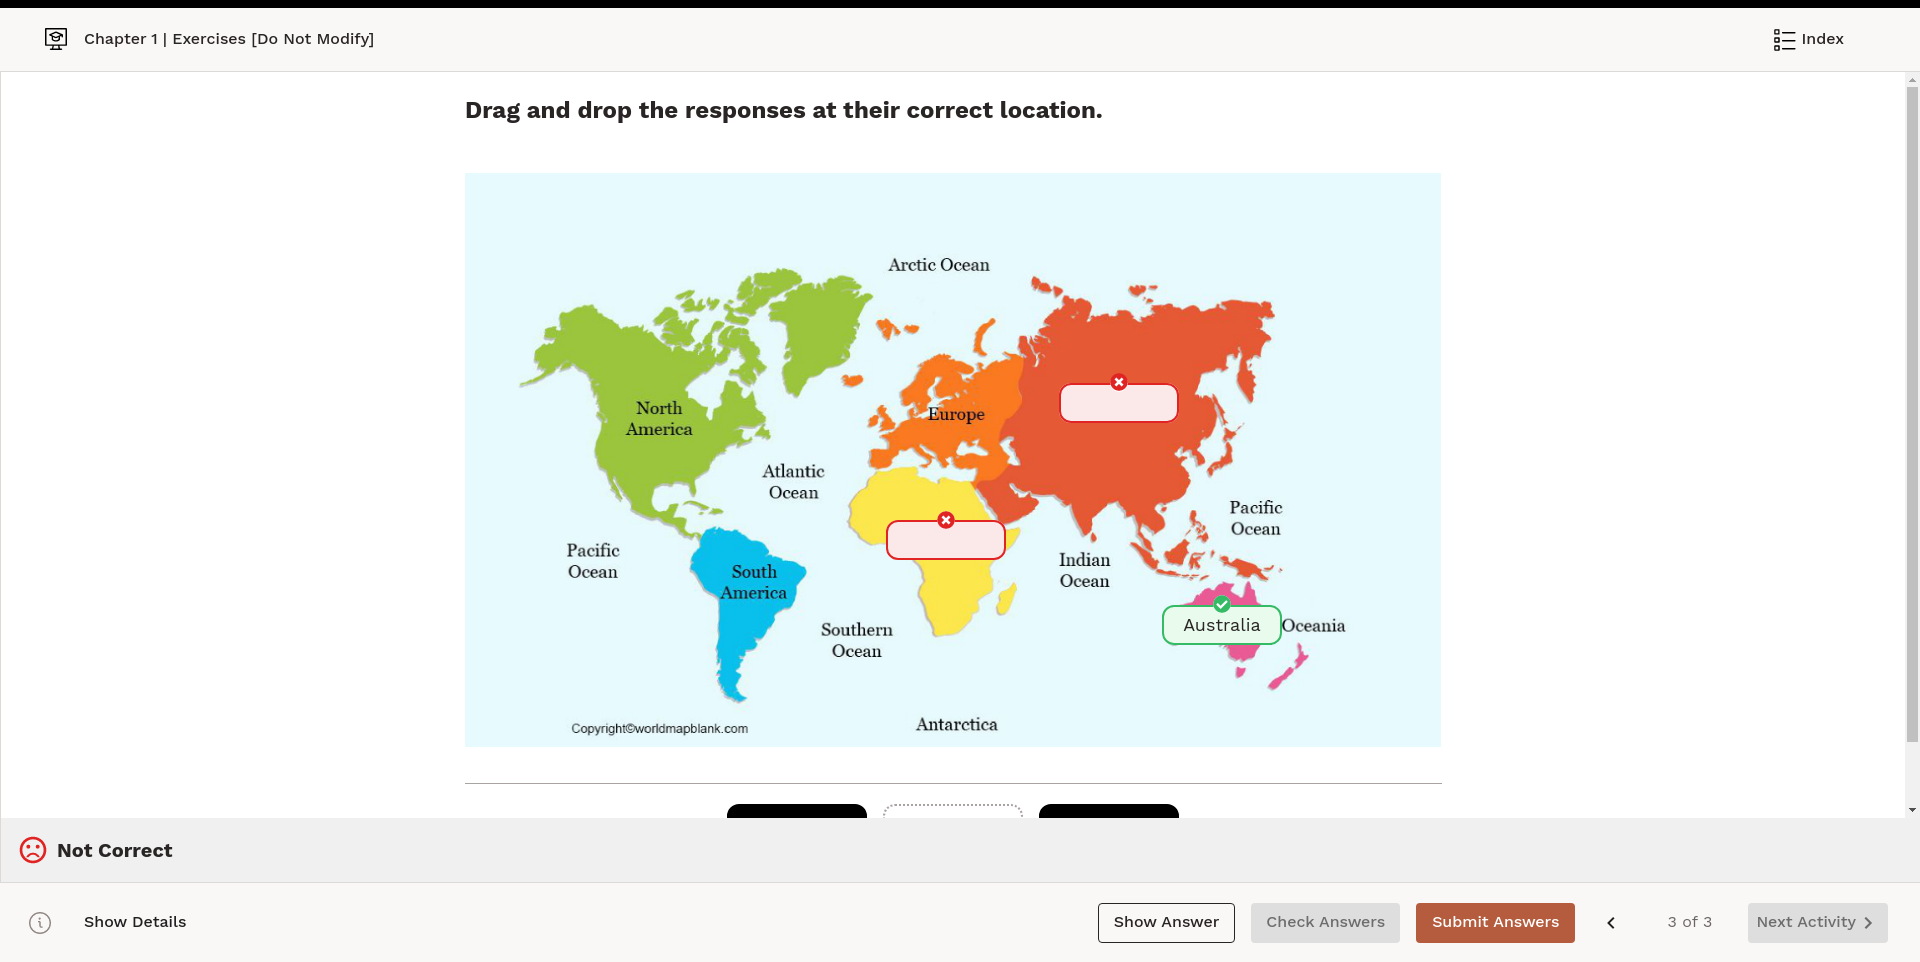 Chapter 1 | Exercises [Do Not Modify]
Index
Drag and drop the responses at their correct location.
Arctic Ocean
North
America
Europe
Atlantic
Ocean
Pacific
Ocean
Pacific
Ocean
Indian
Ocean
South
America
Southern
Ocean
Australia
Oceania
Antarctica
Copyright©worldmapblank.com
Not Correct
Show Details
Show Answer
Check Answers
Submit Answers
3 of 3
Next Activity